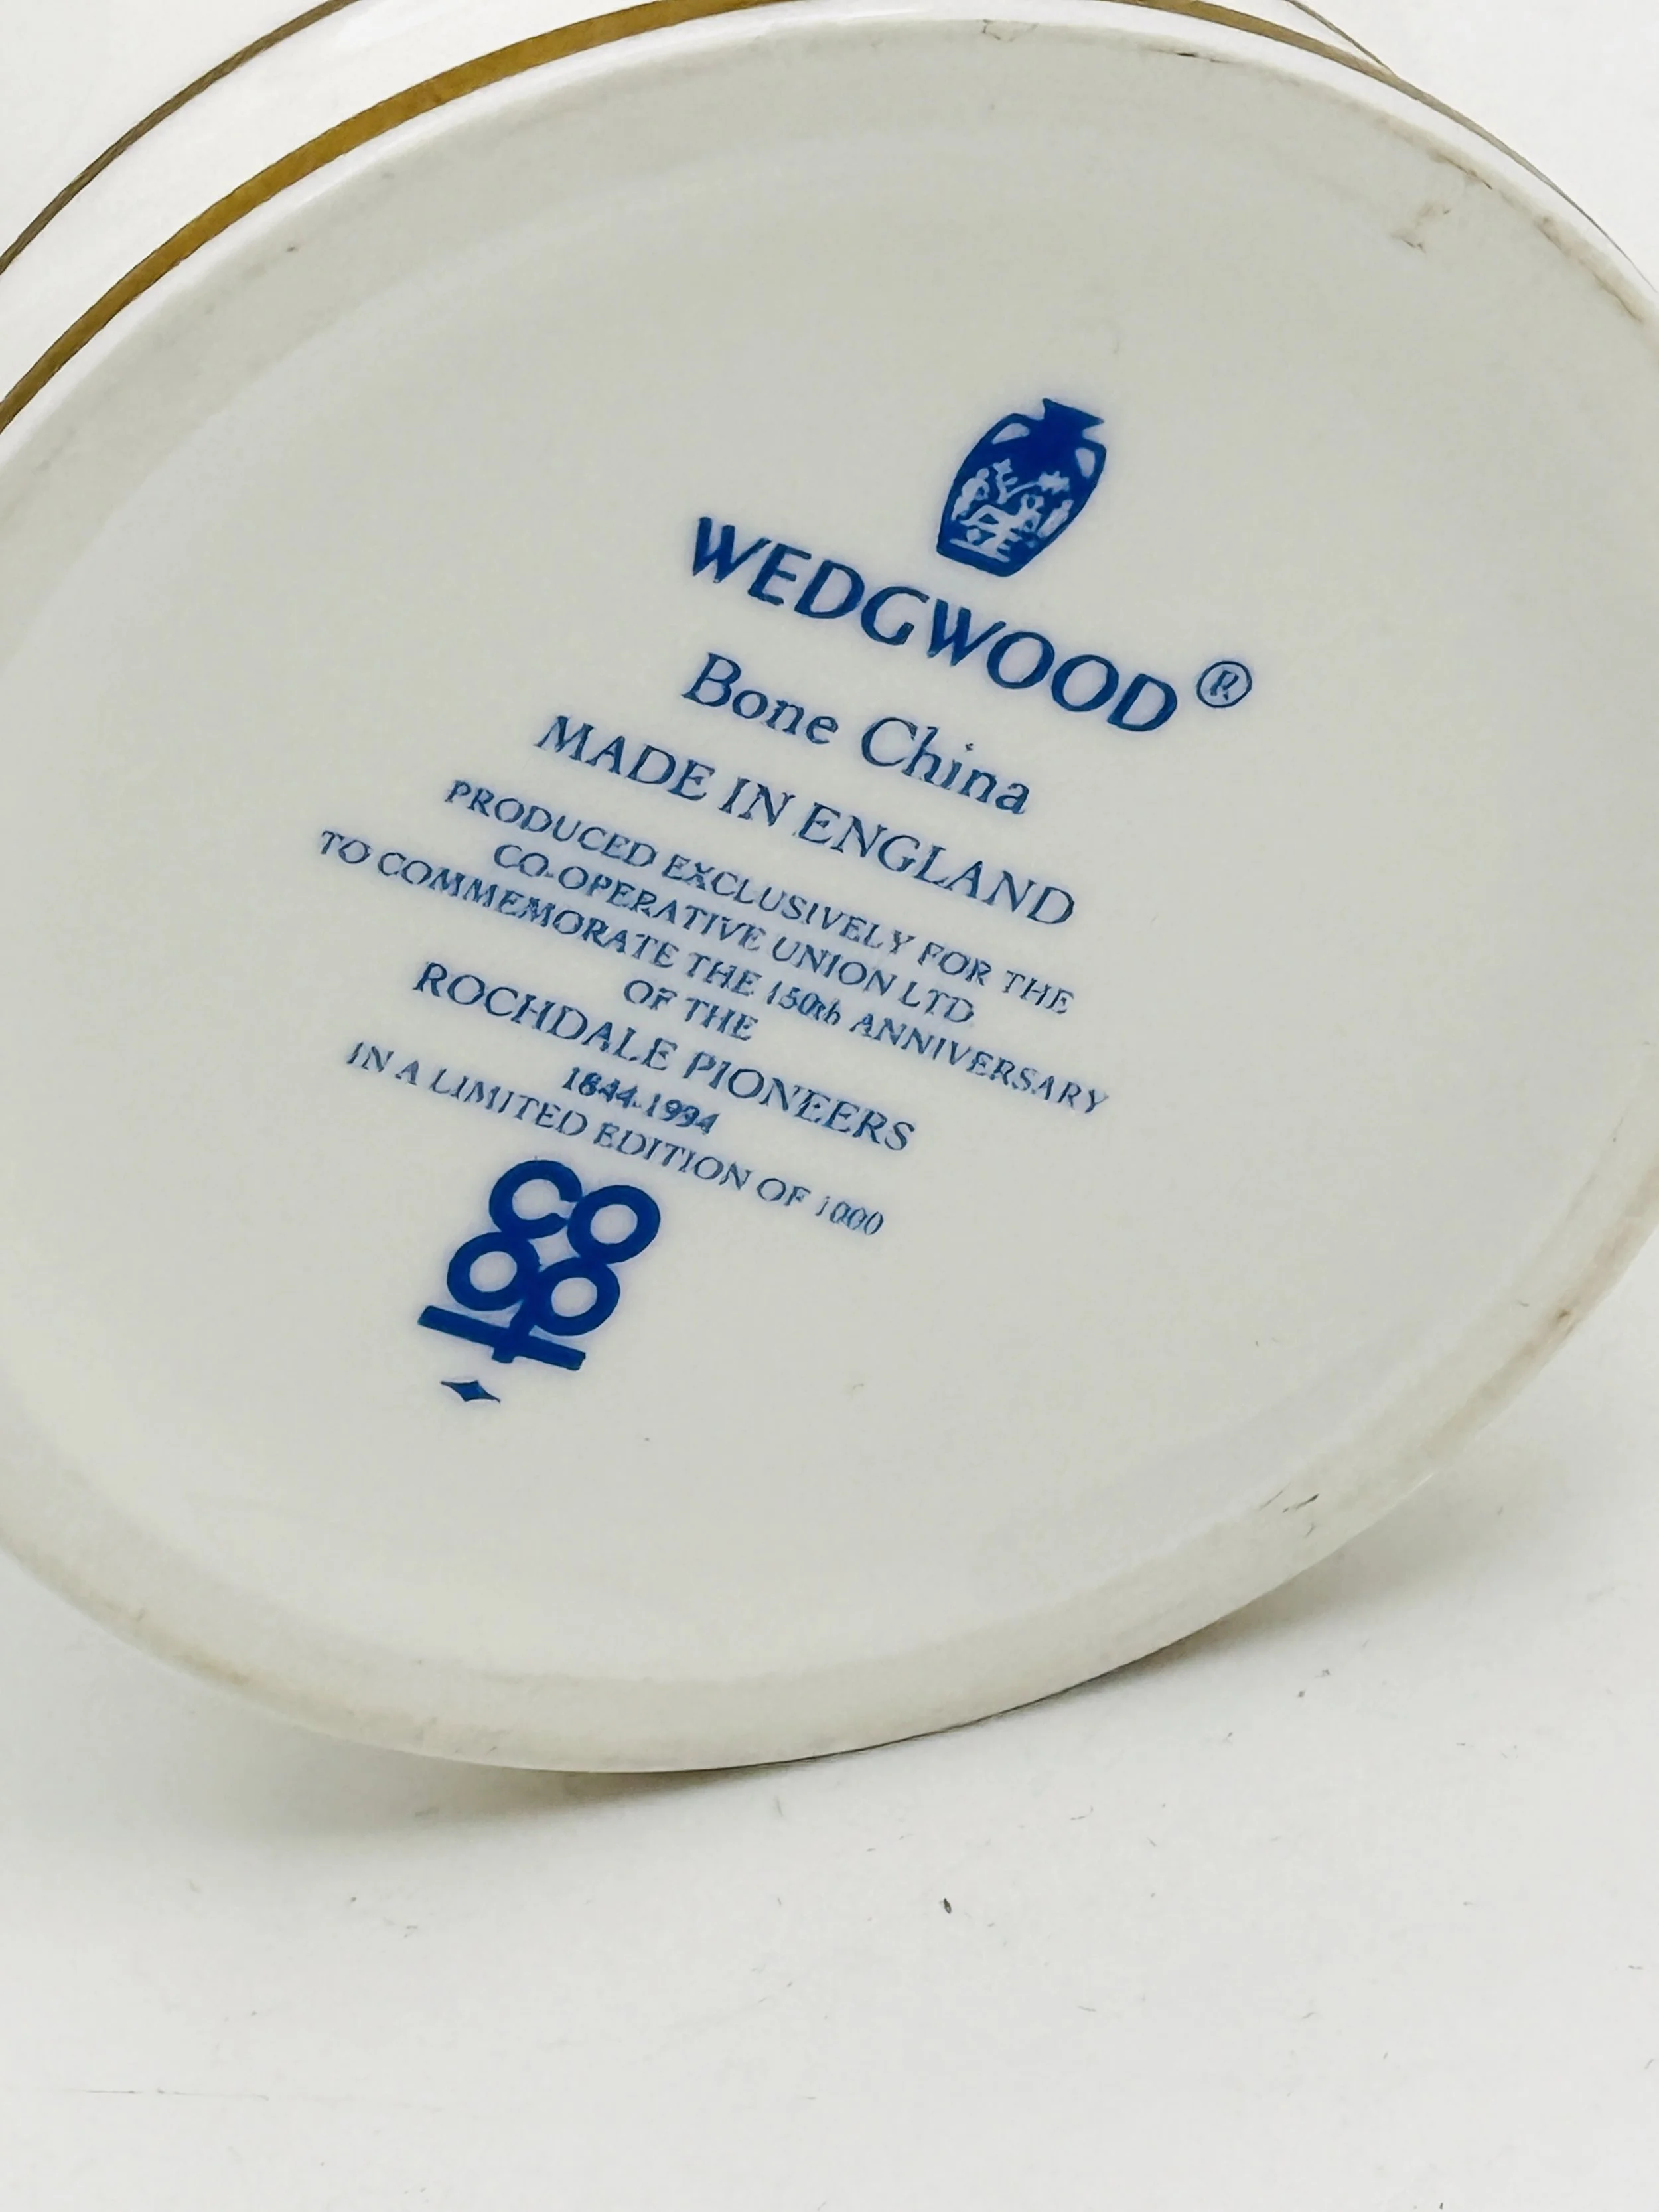 WEDGWOOD®
Bone China
MADE IN ENGLAND
PRODUCED EXCLUSIVELY FOR THE
CO-OPERATIVE UNION LTD
TO COMMEMORATE THE 150th ANNIVERSARY
OF THE
ROCHDALE PIONEERS
1844-1994
IN A LIMITED EDITION OF 1000
co
op